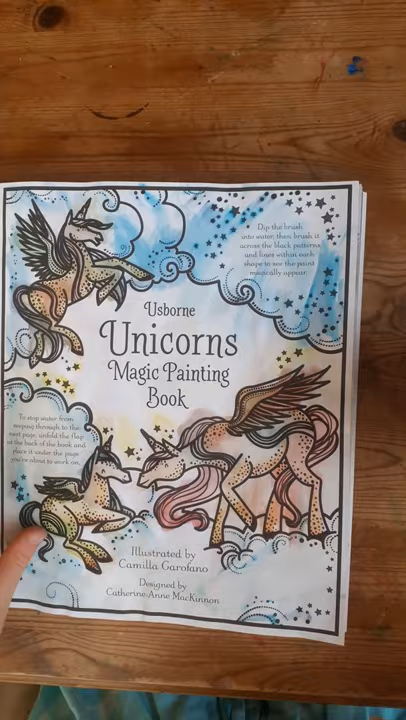 Dip the brush
into water, then brush it
across the black patterns
and lines within each
shape to see the paint
magically appear.
Usborne
Unicorns
Magic Painting
Book
To stop water from
seeping through to the
next page, unfold the flap
at the back of the book and
place it under the page
you're about to work on.
Illustrated by
Camilla Garofano
Designed by
Catherine-Anne MacKinnon